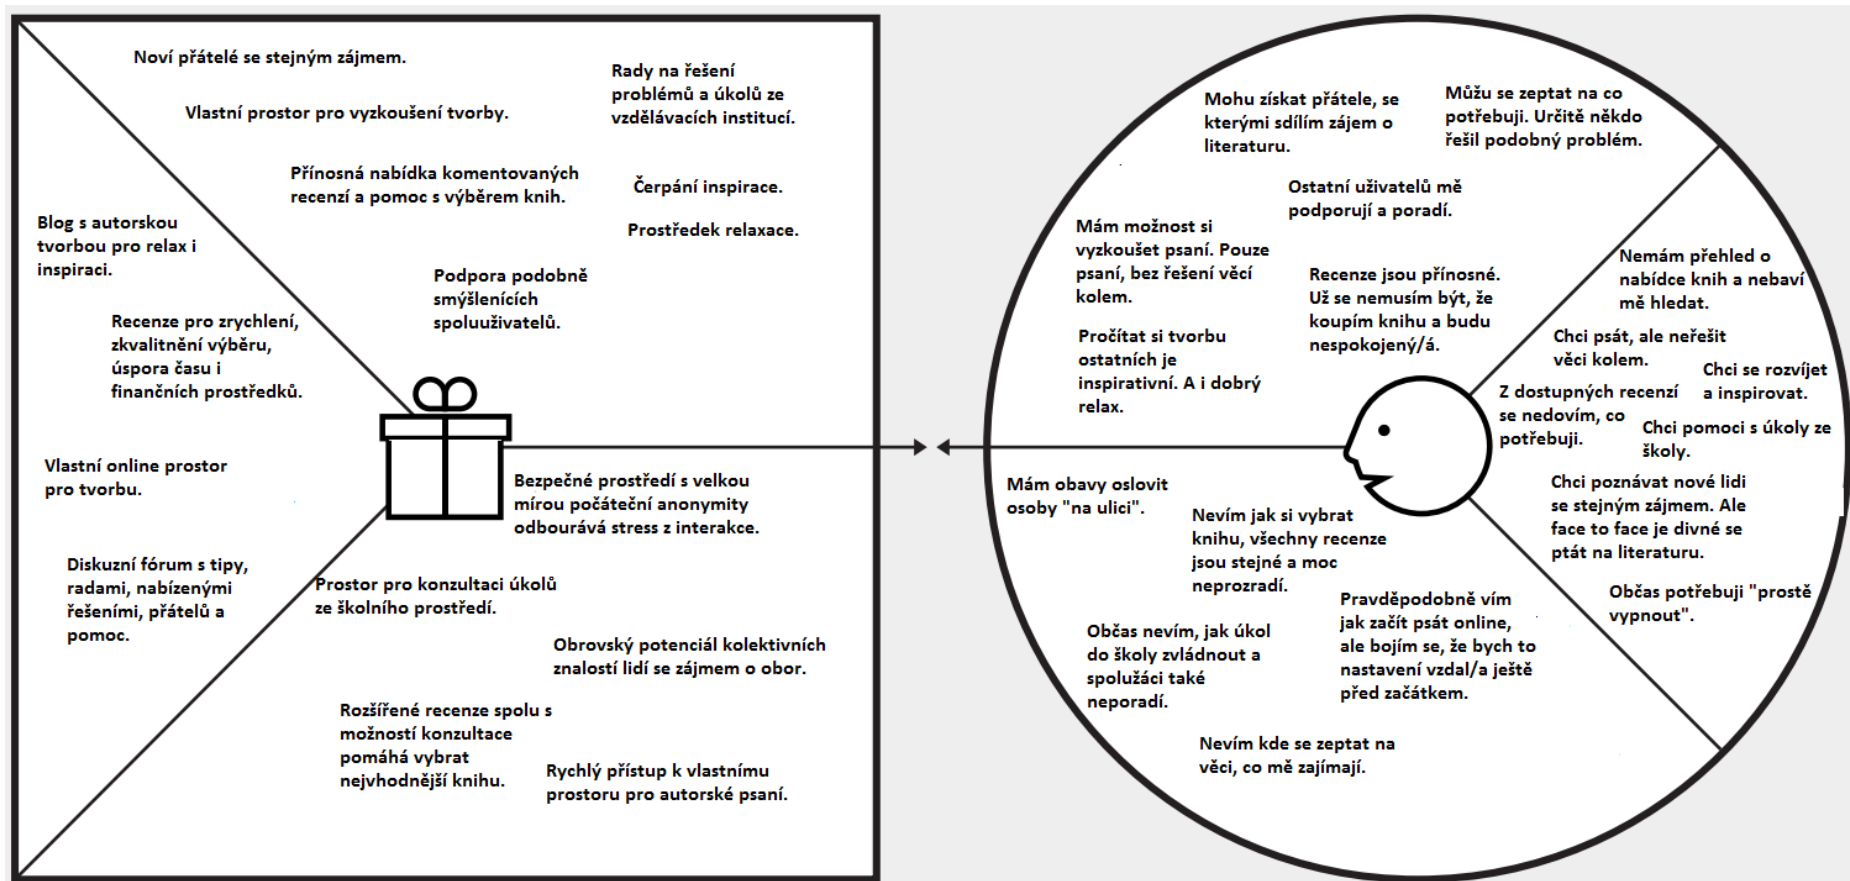 Noví přátelé se stejným zájmem.
Vlastní prostor pro vyzkoušení tvorby.
Rady na řešení
problémů a úkolů ze
vzdělávacích institucí.
Přínosná nabídka komentovaných
recenzí a pomoc s výběrem knih.
Čerpání inspirace.
Prostředek relaxace.
Podpora podobně
smýšlenících
spoluuživatelů.
Blog s autorskou
tvorbou pro relax i
inspiraci.
Recenze pro zrychlení,
zkvalitnění výběru,
úspora času i
finančních prostředků.
Vlastní online prostor
pro tvorbu.
Diskuzní fórum s tipy,
radami, nabízenými
řešeními, přátelů a
pomoc.
Bezpečné prostředí s velkou
mírou počáteční anonymity
odbourává stress z interakce.
Prostor pro konzultaci úkolů
ze školního prostředí.
Obrovský potenciál kolektivních
znalostí lidí se zájmem o obor.
Rozšířené recenze spolu s
možností konzultace
pomáhá vybrat
nejvhodnější knihu.
Rychlý přístup k vlastnímu
prostoru pro autorské psaní.
Mohu získat přátele, se
kterými sdílím zájem o
literaturu.
Můžu se zeptat na co
potřebuji. Určitě někdo
řešil podobný problém.
Ostatní uživatelů mě
podporují a poradí.
Mám možnost si
vyzkoušet psaní. Pouze
psaní, bez řešení věcí
kolem.
Recenze jsou přínosné.
Už se nemusím být, že
koupím knihu a budu
nespokojený/á.
Pročítat si tvorbu
ostatních je
inspirativní. A i dobrý
relax.
Nemám přehled o
nabídce knih a nebaví
mě hledat.
Chci psát, ale neřešit
věci kolem.
Chci se rozvíjet
a inspirovat.
Z dostupných recenzí
se nedovím, co
potřebuji.
Chci pomoci s úkoly ze
školy.
Chci poznávat nové lidi
se stejným zájmem. Ale
face to face je divné se
ptát na literaturu.
Občas potřebuji "prostě
vypnout".
Mám obavy oslovit
osoby "na ulici".
Nevím jak si vybrat
knihu, všechny recenze
jsou stejné a moc
neprozradí.
Občas nevím, jak úkol
do školy zvládnout a
spolužáci také
neporadí.
Pravděpodobně vím
jak začít psát online,
ale bojím se, že bych to
nastavení vzdal/a ještě
před začátkem.
Nevím kde se zeptat na
věci, co mě zajímají.